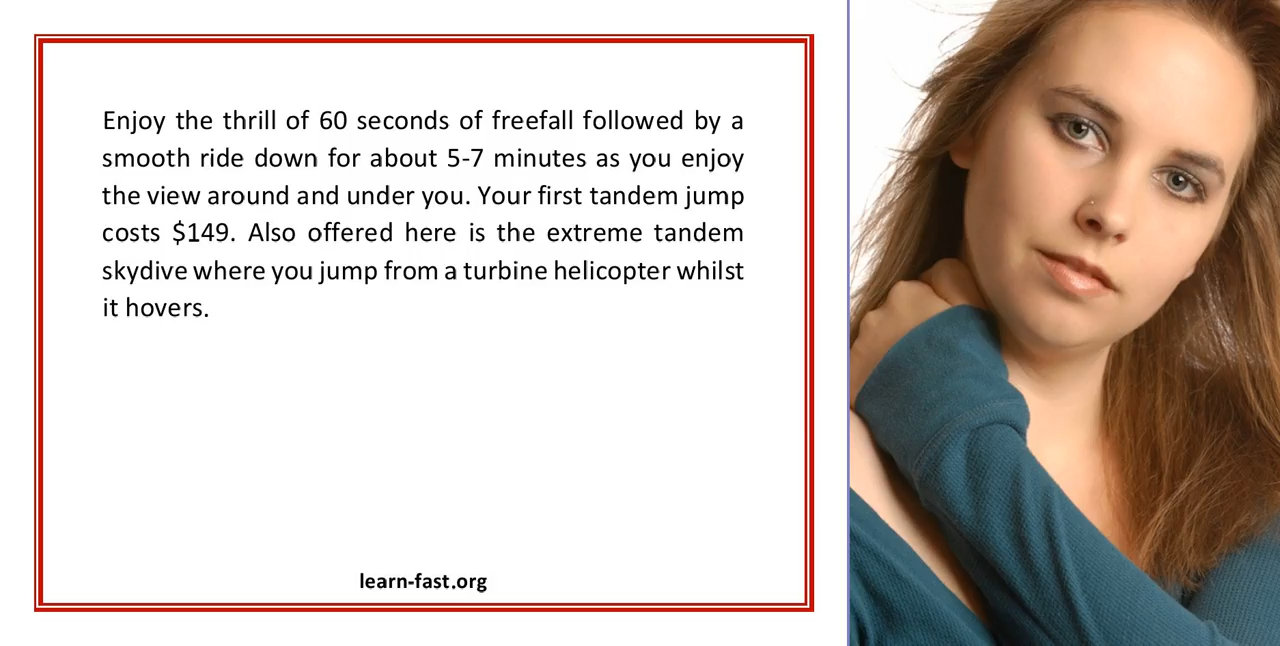 Enjoy the thrill of 60 seconds of freefall followed by a
smooth ride down for about 5-7 minutes as you enjoy
the view around and under you. Your first tandem jump
costs $149. Also offered here is the extreme tandem
skydive where you jump from a turbine helicopter whilst
it hovers.
learn-fast.org